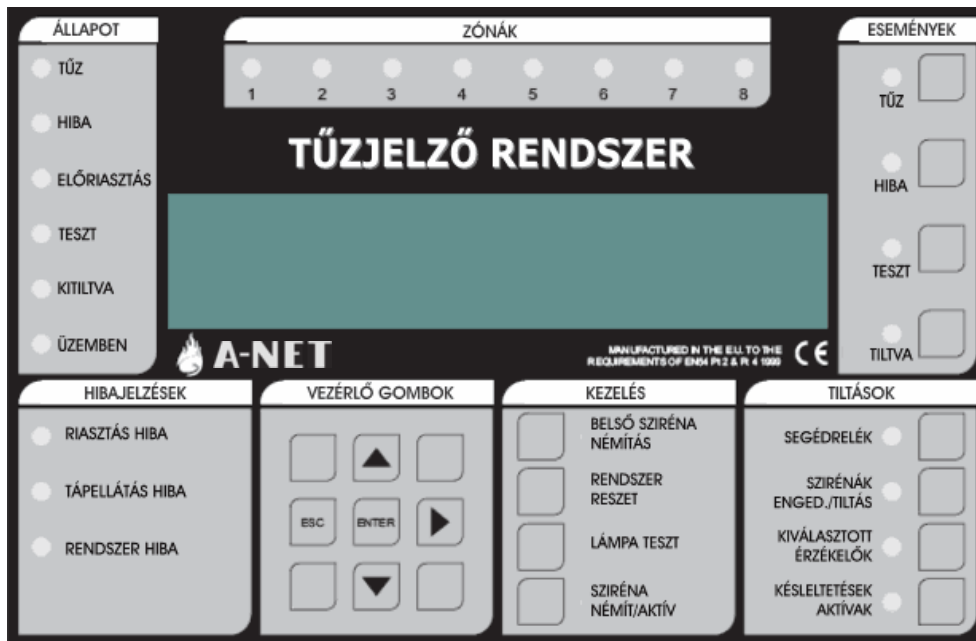 ÁLLAPOT
TŰZ
HIBA
ELŐRIASZTÁS
TESZT
KITILTVA
ÜZEMBEN
ZÓNÁK
1 2 3 4 5 6 7 8
TŰZJELZŐ RENDSZER
A-NET
MANUFACTURED IN THE E.U. TO THE
REQUIREMENTS OF EN54 Pt 2 & Pt 4 1999
CE
ESEMÉNYEK
TŰZ
HIBA
TESZT
TILTVA
HIBAJELZÉSEK
RIASZTÁS HIBA
TÁPELLÁTÁS HIBA
RENDSZER HIBA
VEZÉRLŐ GOMBOK
ESC
ENTER
KEZELÉS
BELSŐ SZIRÉNA
NÉMÍTÁS
RENDSZER
RESZET
LÁMPA TESZT
SZIRÉNA
NÉMÍT/AKTÍV
TILTÁSOK
SEGÉDRELÉK
SZIRÉNÁK
ENGED./TILTÁS
KIVÁLASZTOTT
ÉRZÉKELŐK
KÉSLELTETÉSEK
AKTÍVAK